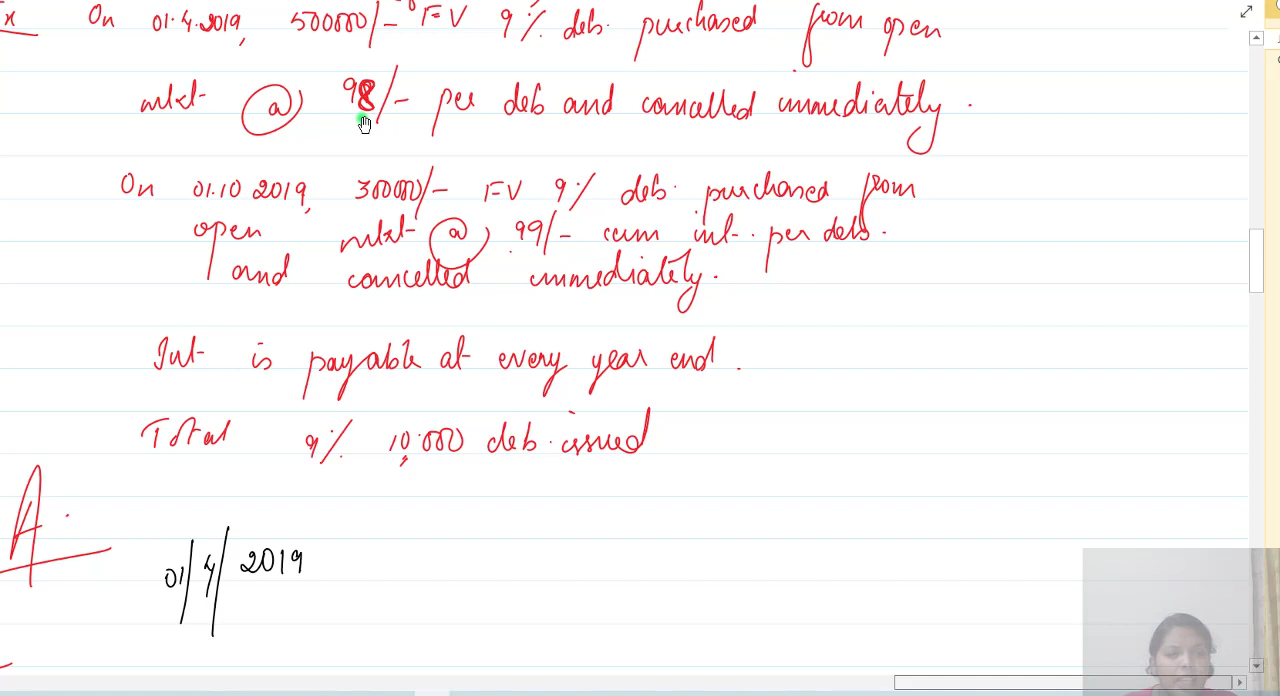 Ex On 01.4.2019, 500000/- FV 9% deb. purchased from open
mkt @ 98/- per deb and cancelled immediately.
On 01.10 2019, 300000/- FV 9% deb. purchased from
open mkt @ 99/- cum int. per deb.
and cancelled immediately.
Int is payable at every year end.
Total 9% 10,000 deb. issued
A.
01/4/2019